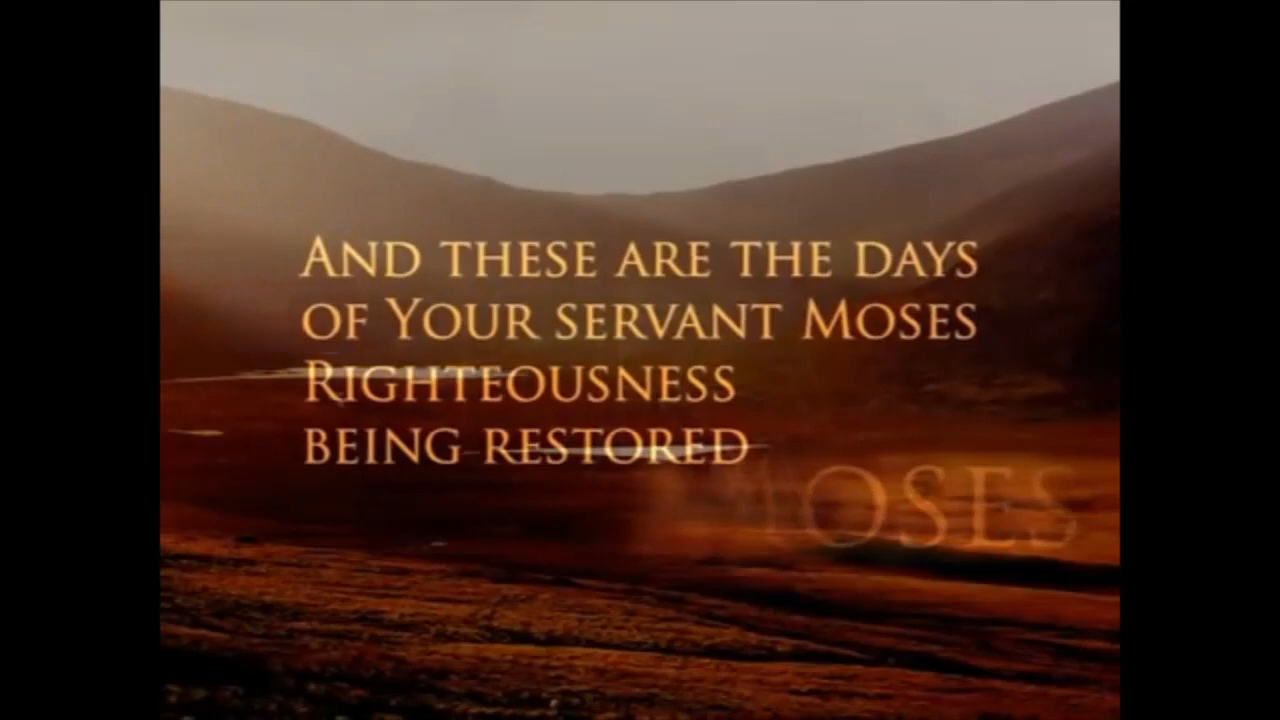 And these are the days
of Your servant Moses
Righteousness
being restored
Moses